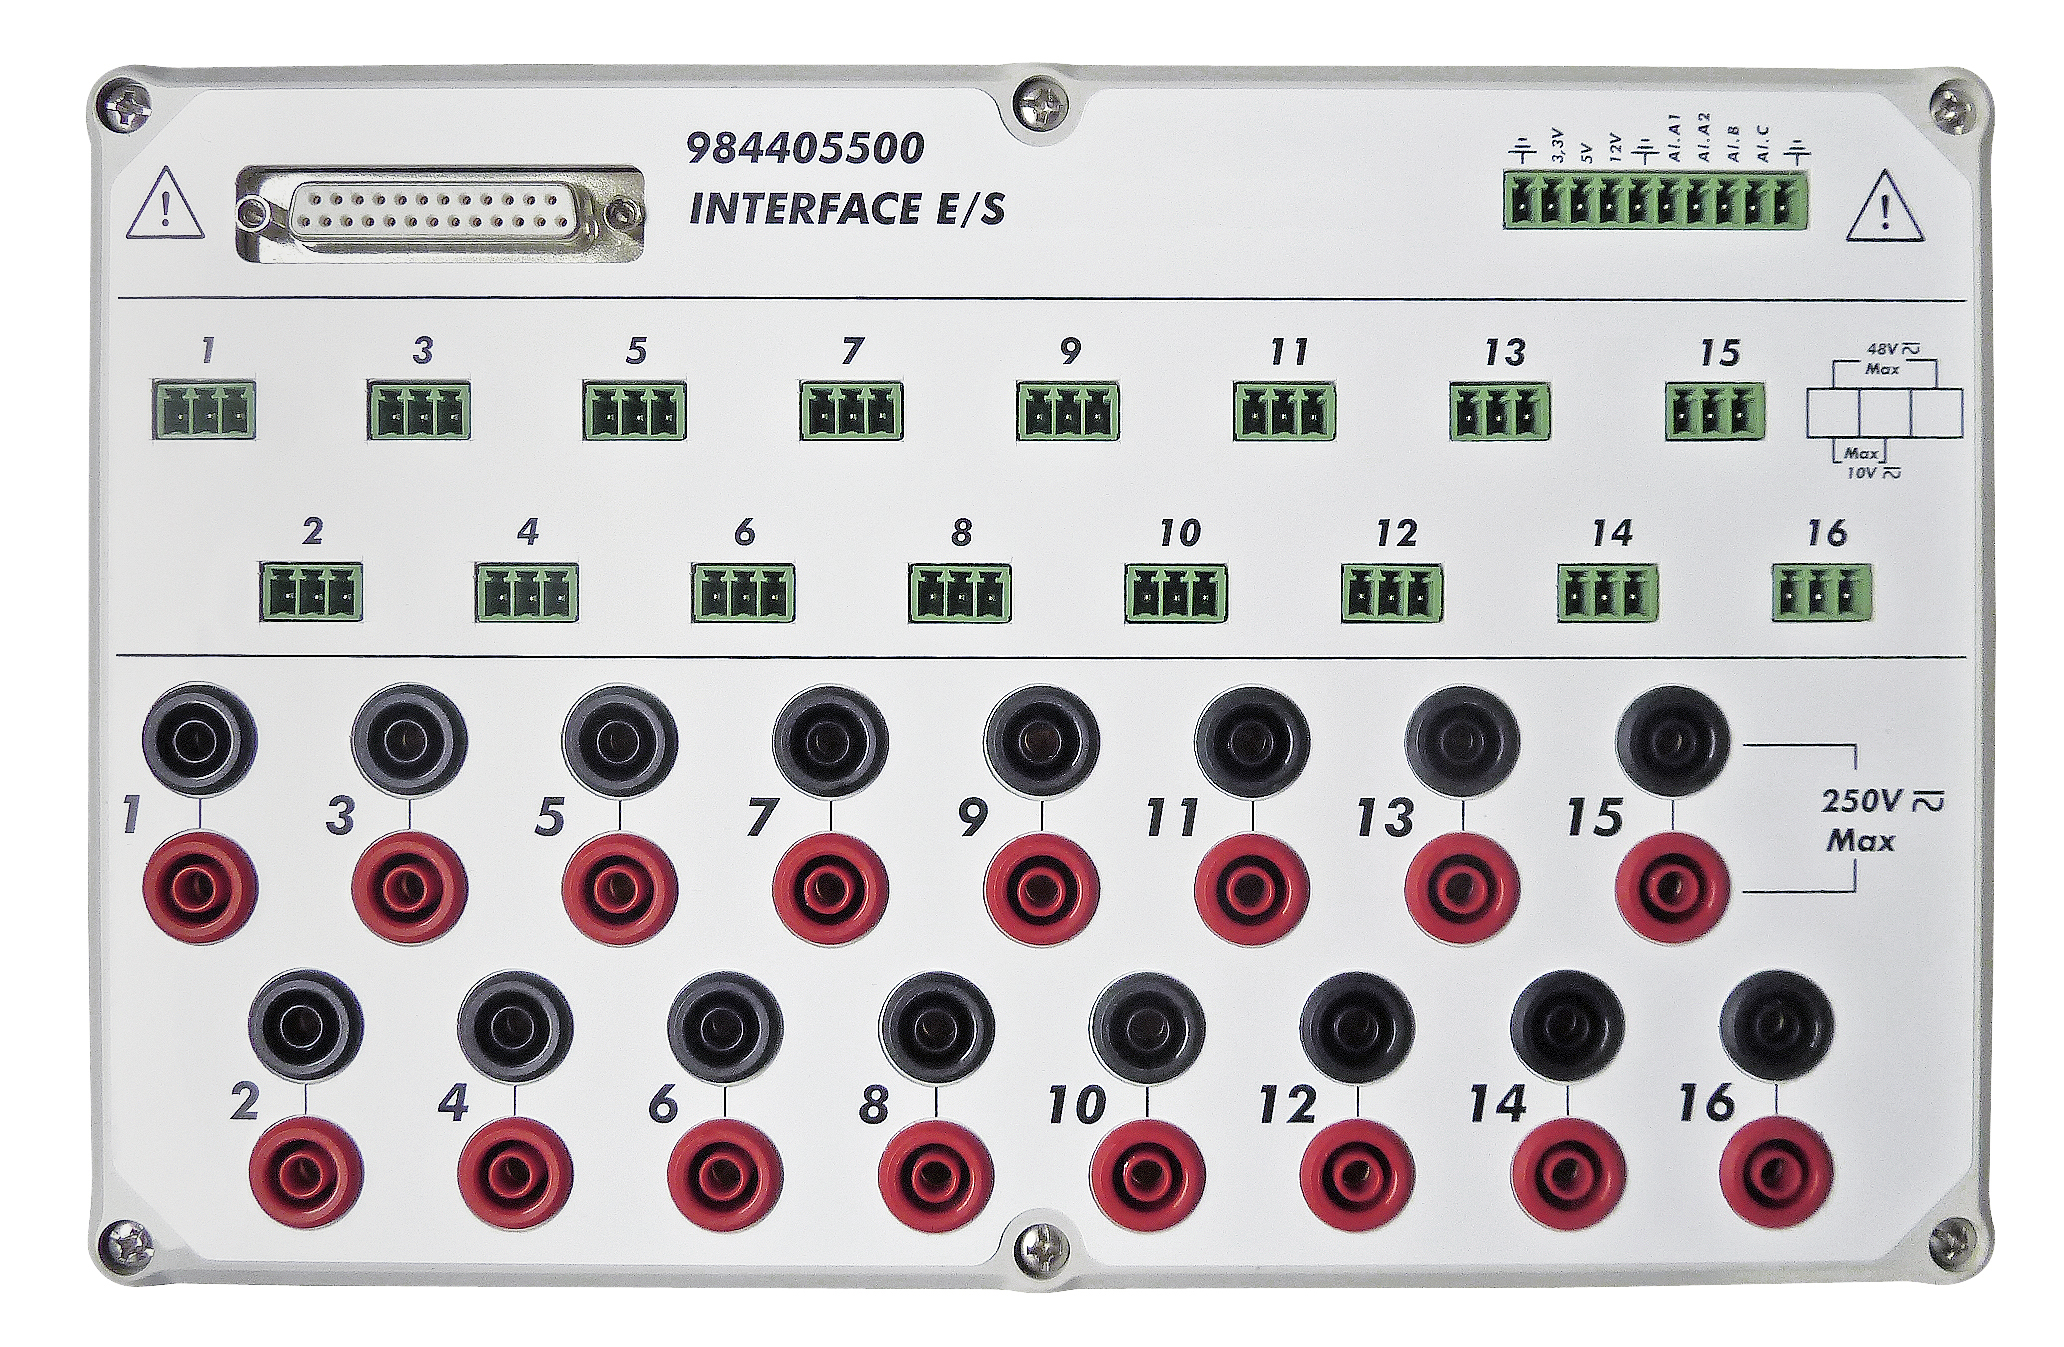 984405500
INTERFACE E/S
3,3V 5V 12V AI.A1 AI.A2 AI.B AI.C
1 3 5 7 9 11 13 15
48V
Max
Max
10V
2 4 6 8 10 12 14 16
1 3 5 7 9 11 13 15
250V
Max
2 4 6 8 10 12 14 16